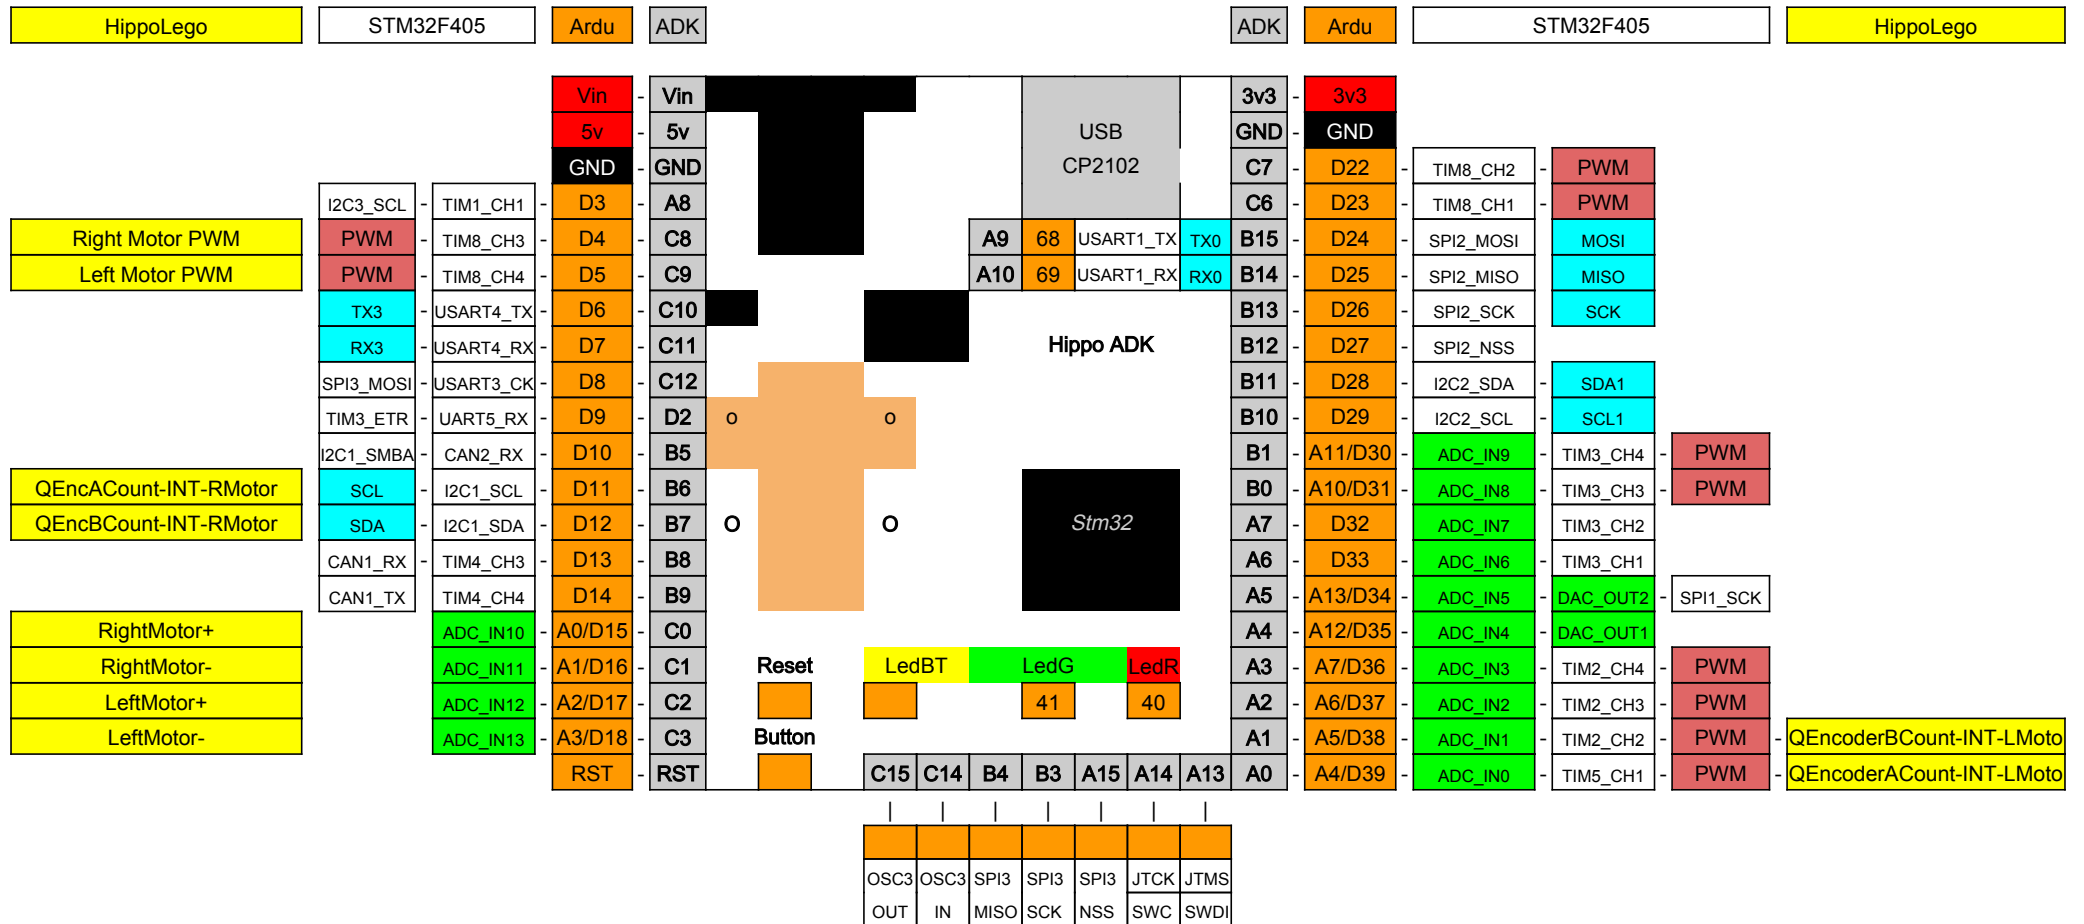 HippoLego STM32F405 Ardu ADK ADK Ardu STM32F405 HippoLego
Vin - Vin 3v3 - 3v3
5v - 5v USB GND - GND
GND - GND CP2102 C7 - D22 - TIM8_CH2 - PWM
I2C3_SCL - TIM1_CH1 - D3 - A8 C6 - D23 - TIM8_CH1 - PWM
Right Motor PWM PWM - TIM8_CH3 - D4 - C8 A9 68 USART1_TX TX0 B15 - D24 - SPI2_MOSI - MOSI
Left Motor PWM PWM - TIM8_CH4 - D5 - C9 A10 69 USART1_RX RX0 B14 - D25 - SPI2_MISO - MISO
TX3 - USART4_TX - D6 - C10 B13 - D26 - SPI2_SCK - SCK
RX3 - USART4_RX - D7 - C11 Hippo ADK B12 - D27 - SPI2_NSS
SPI3_MOSI - USART3_CK - D8 - C12 B11 - D28 - I2C2_SDA - SDA1
TIM3_ETR - UART5_RX - D9 - D2 o o B10 - D29 - I2C2_SCL - SCL1
I2C1_SMBA - CAN2_RX - D10 - B5 B1 - A11/D30 - ADC_IN9 - TIM3_CH4 - PWM
QEncACount-INT-RMotor SCL - I2C1_SCL - D11 - B6 B0 - A10/D31 - ADC_IN8 - TIM3_CH3 - PWM
QEncBCount-INT-RMotor SDA - I2C1_SDA - D12 - B7 O O Stm32 A7 - D32 - ADC_IN7 - TIM3_CH2
CAN1_RX - TIM4_CH3 - D13 - B8 A6 - D33 - ADC_IN6 - TIM3_CH1
CAN1_TX - TIM4_CH4 - D14 - B9 A5 - A13/D34 - ADC_IN5 - DAC_OUT2 - SPI1_SCK
RightMotor+ ADC_IN10 - A0/D15 - C0 A4 - A12/D35 - ADC_IN4 - DAC_OUT1
RightMotor- ADC_IN11 - A1/D16 - C1 Reset LedBT LedG LedR A3 - A7/D36 - ADC_IN3 - TIM2_CH4 - PWM
LeftMotor+ ADC_IN12 - A2/D17 - C2 41 40 A2 - A6/D37 - ADC_IN2 - TIM2_CH3 - PWM
LeftMotor- ADC_IN13 - A3/D18 - C3 Button A1 - A5/D38 - ADC_IN1 - TIM2_CH2 - PWM - QEncoderBCount-INT-LMoto
RST - RST C15 C14 B4 B3 A15 A14 A13 A0 - A4/D39 - ADC_IN0 - TIM5_CH1 - PWM - QEncoderACount-INT-LMoto
| | | | | | |
OSC3 OSC3 SPI3 SPI3 SPI3 JTCK JTMS
OUT IN MISO SCK NSS SWC SWDI